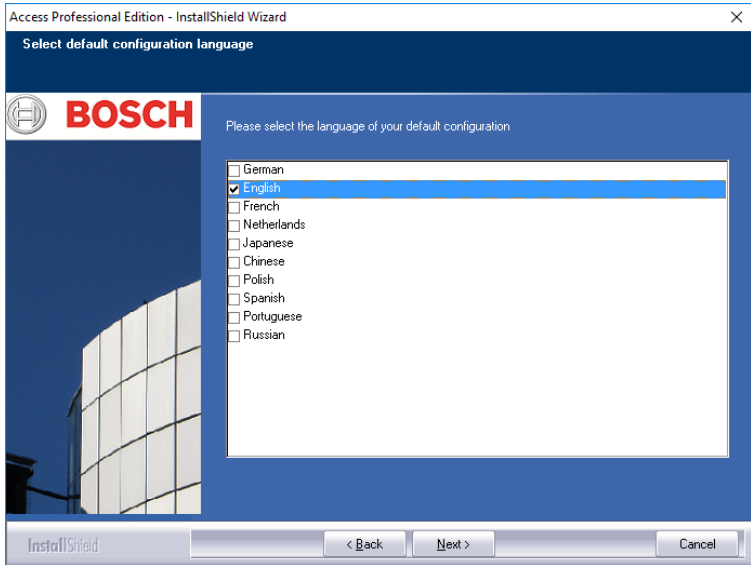 Access Professional Edition - InstallShield Wizard
Select default configuration language
BOSCH
Please select the language of your default configuration
German
English
French
Netherlands
Japanese
Chinese
Polish
Spanish
Portuguese
Russian
InstallShield
< Back
Next >
Cancel